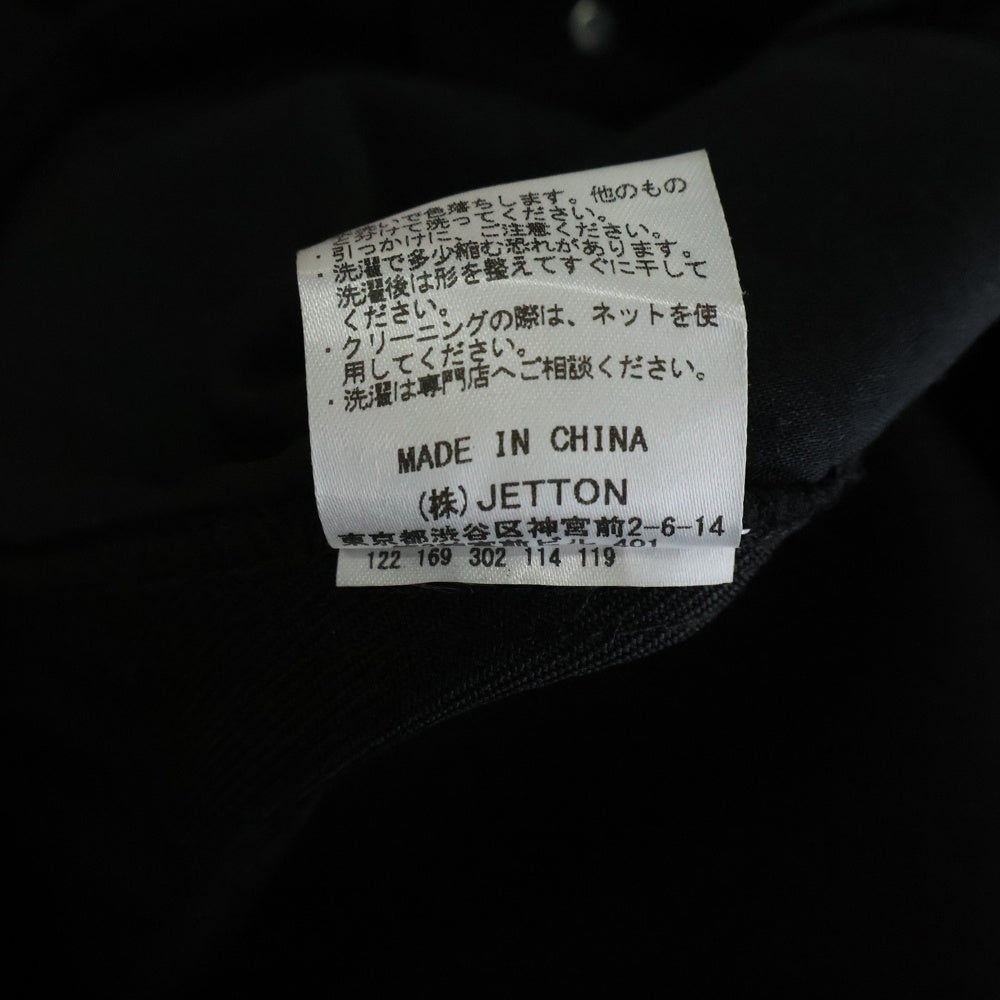 で色落ちします。他のもの
と分けて洗ってください。
・引っかけに、ご注意ください。
・洗濯で多少縮む恐れがあります。
洗濯後は形を整えてすぐに干して
ください。
・クリーニングの際は、ネットを使
用してください。
・洗濯は専門店へご相談ください。
MADE IN CHINA
(株)JETTON
東京都渋谷区神宮前2-6-14
401
122 169 302 114 119